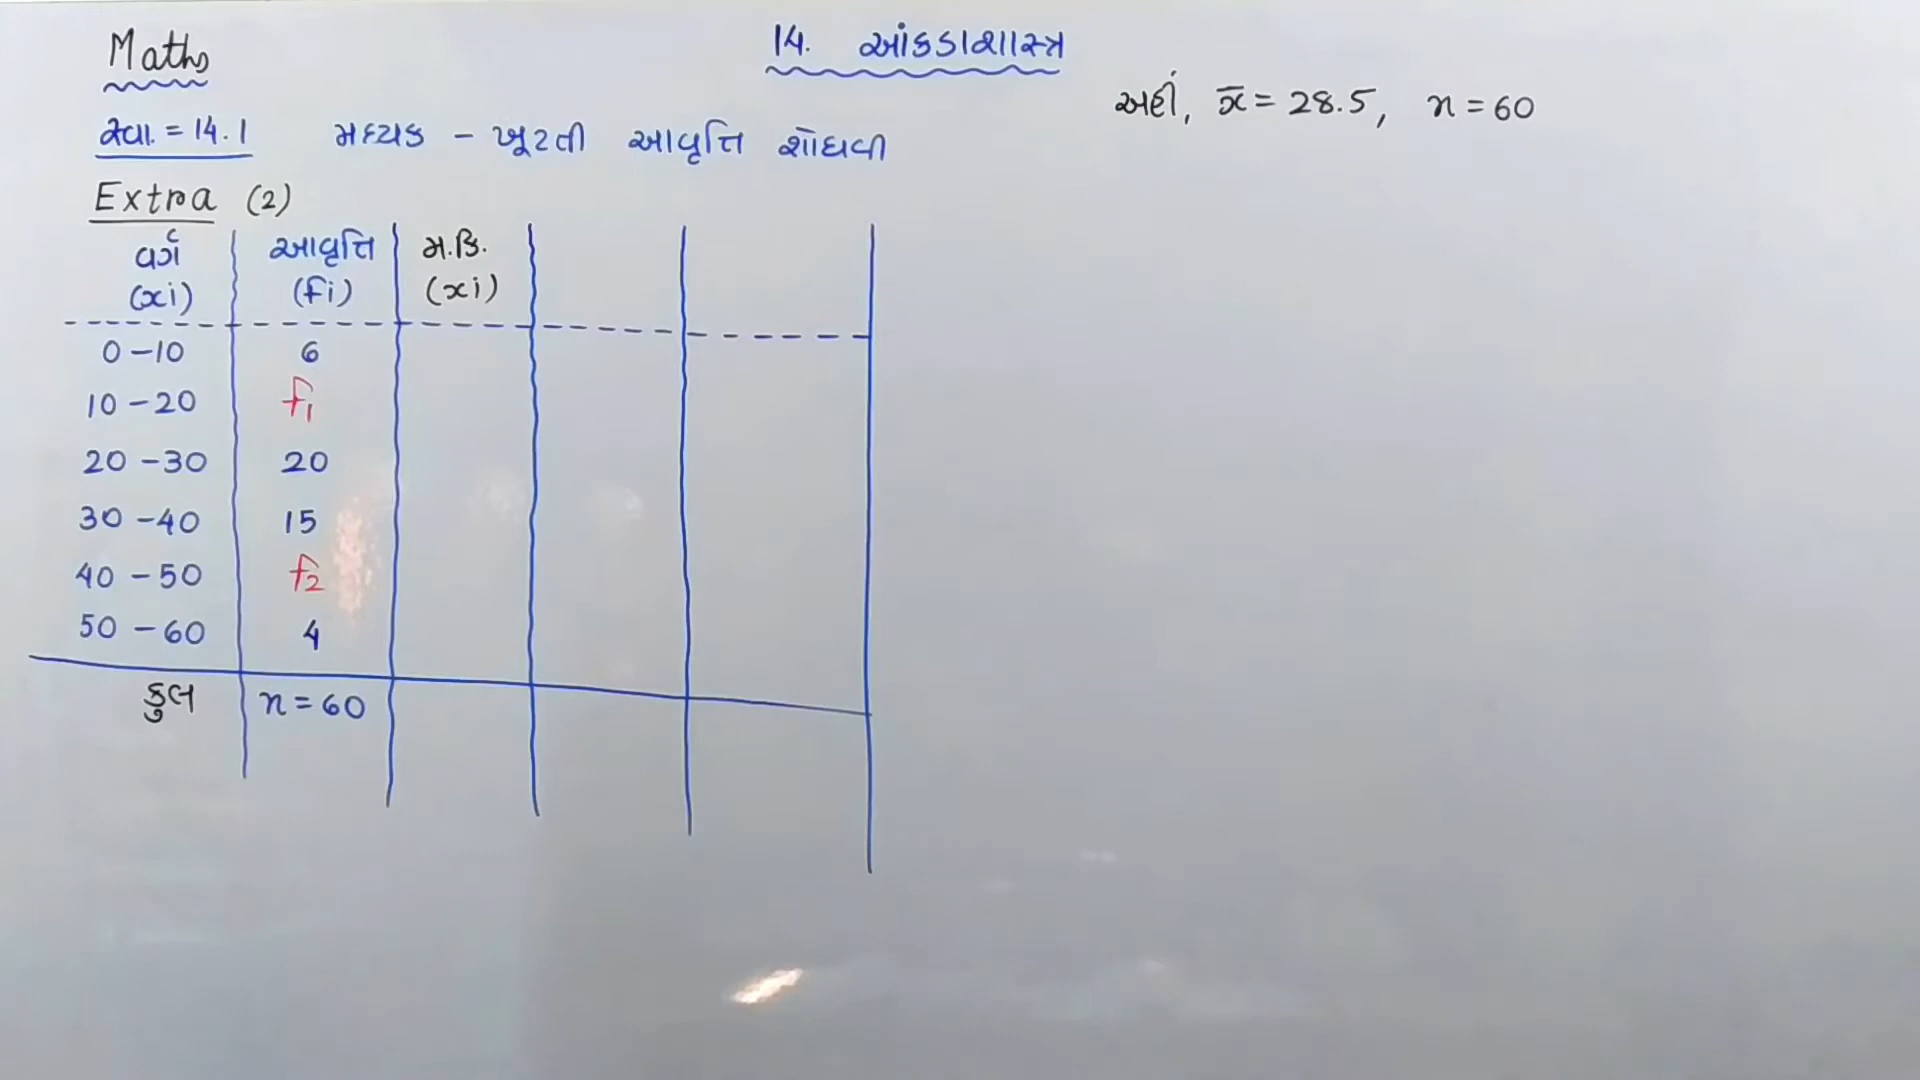 Maths
14. આંકડાશાસ્ત્ર
અહીં, x̄ = 28.5, n = 60
સ્વા. = 14.1 મધ્યક - ખૂટતી આવૃત્તિ શોધવી
Extra (2)
વર્ગ આવૃત્તિ મ.કિ.
(xi) (fi) (xi)
0 - 10 6
10 - 20 f1
20 - 30 20
30 - 40 15
40 - 50 f2
50 - 60 4
કુલ n = 60